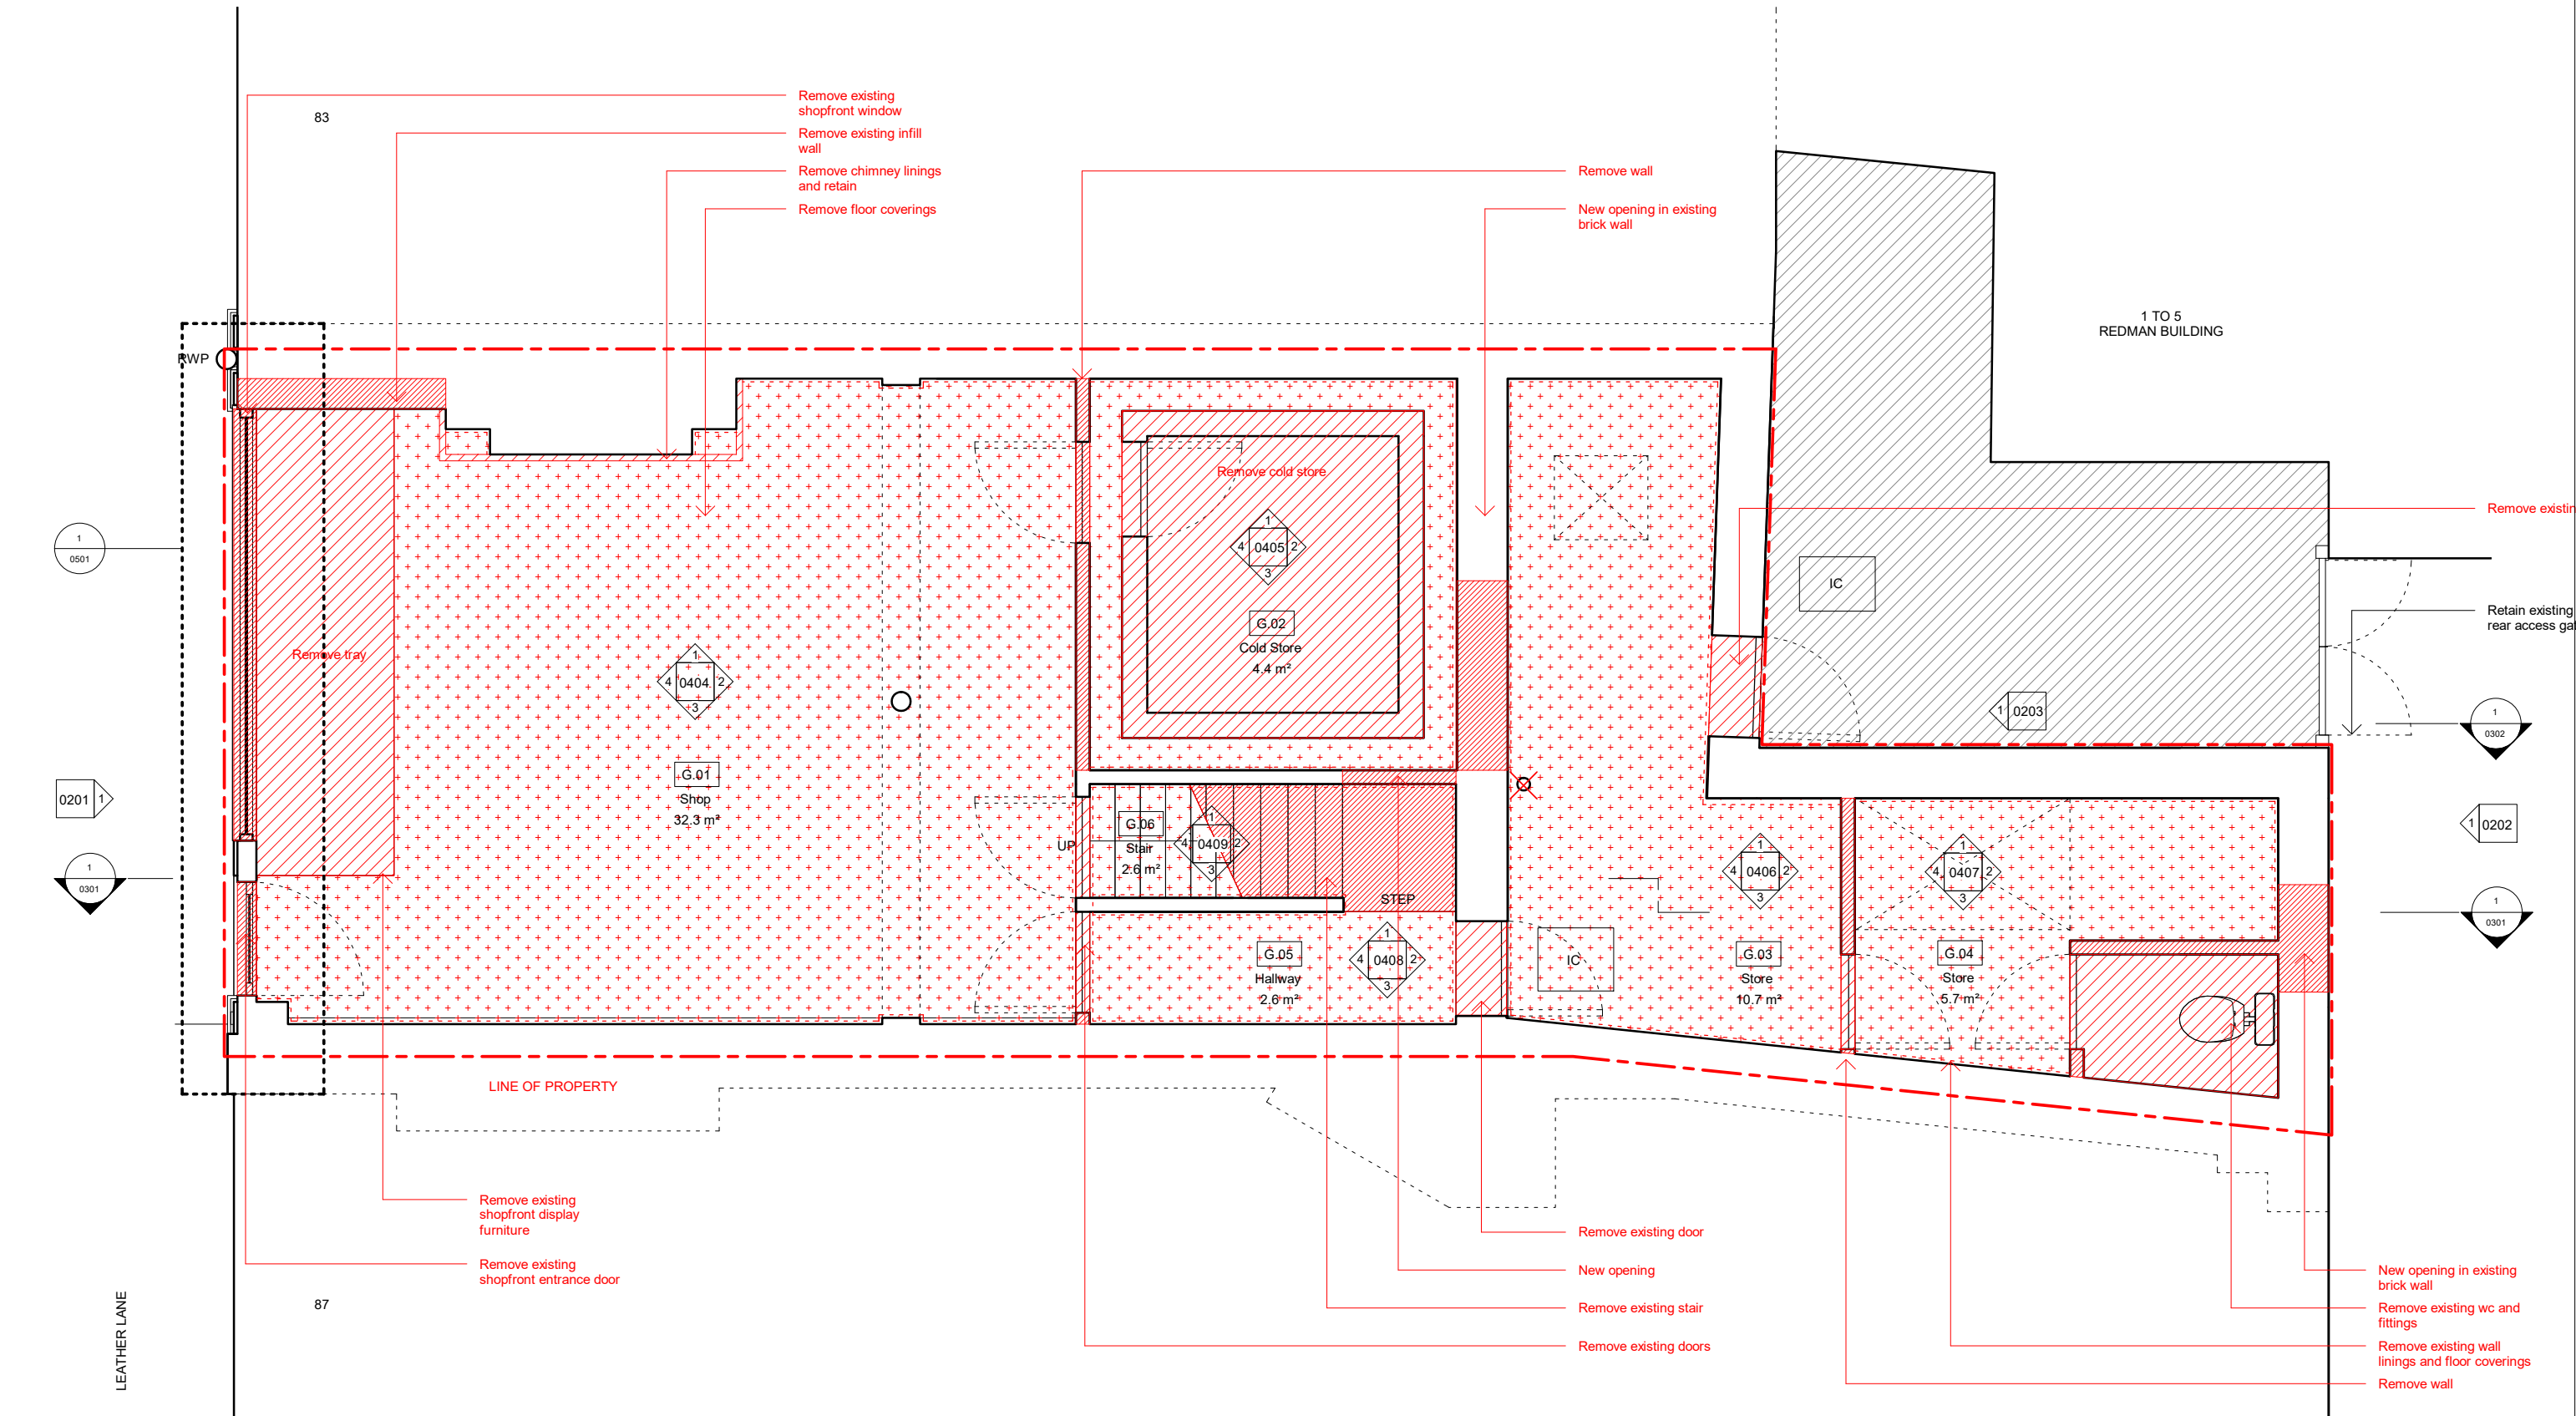 83
Remove existing
shopfront window
Remove existing infill
wall
Remove chimney linings
and retain
Remove floor coverings
Remove wall
New opening in existing
brick wall
1 TO 5
REDMAN BUILDING
RWP
Remove cold store
1
4 0405 2
3
G.02
Cold Store
4.4 m²
Remove existin
IC
Retain existing
rear access ga
1
0501
Remove tray
1
4 0404 2
3
1 0203
1
0302
0201 1
G.01
Shop
32.3 m²
UP
G.06
Stair
2.6 m²
1
4 0409 2
3
STEP
1
4 0406 2
3
1
4 0407 2
3
1 0202
1
0301
1
0301
G.05
Hallway
2.6 m²
1
4 0408 2
3
IC
G.03
Store
10.7 m²
G.04
Store
5.7 m²
LINE OF PROPERTY
Remove existing
shopfront display
furniture
Remove existing
shopfront entrance door
87
LEATHER LANE
Remove existing door
New opening
Remove existing stair
Remove existing doors
New opening in existing
brick wall
Remove existing wc and
fittings
Remove existing wall
linings and floor coverings
Remove wall